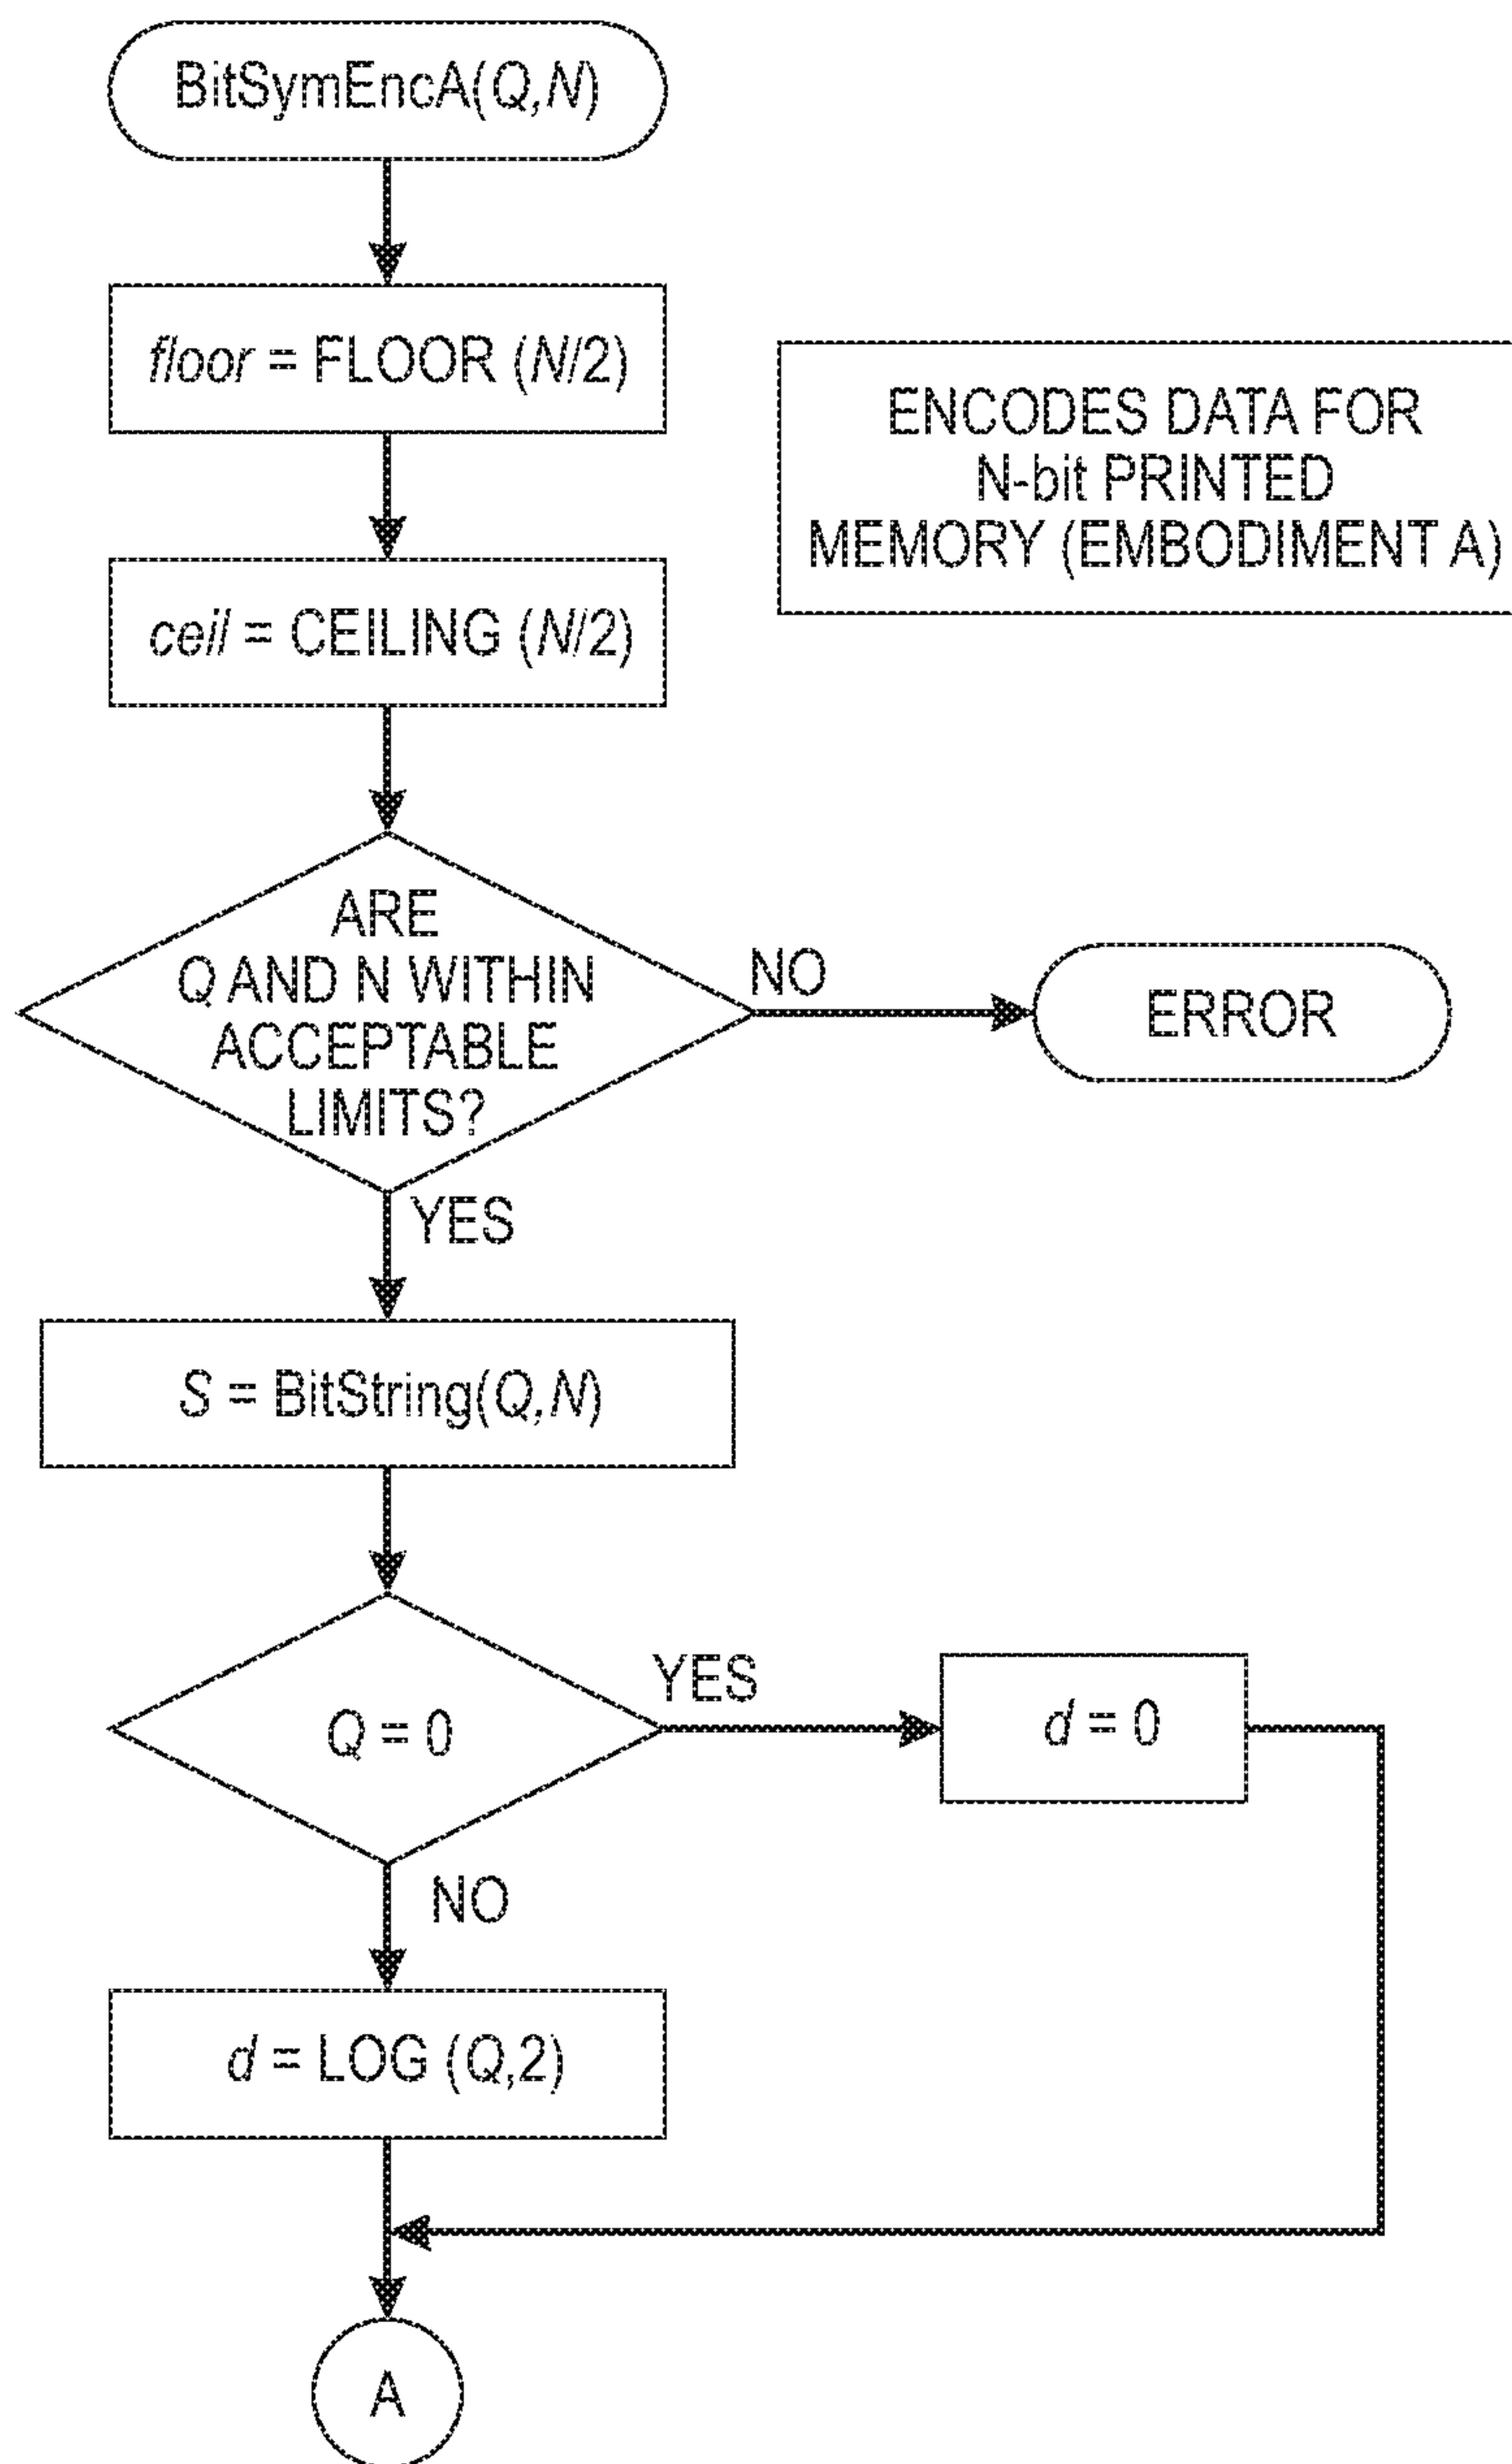 BitSymEncA(Q,N)
floor = FLOOR (N/2)
ENCODES DATA FOR
N-bit PRINTED
MEMORY (EMBODIMENT A)
ceil = CEILING (N/2)
ARE
Q AND N WITHIN
ACCEPTABLE
LIMITS?
NO
ERROR
YES
S = BitString(Q,N)
Q = 0
YES
d = 0
NO
d = LOG (Q,2)
A